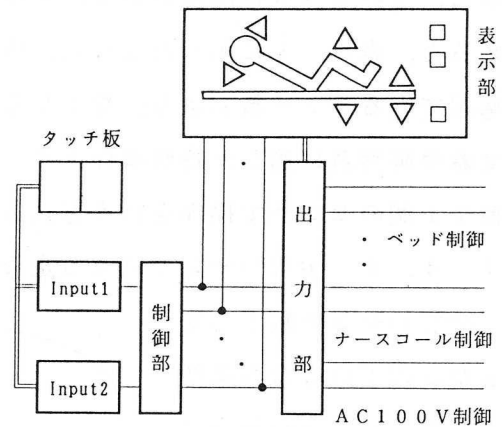 表示部
タッチ板
Input1
Input2
制御部
出力部
ベッド制御
ナースコール制御
AC100V制御